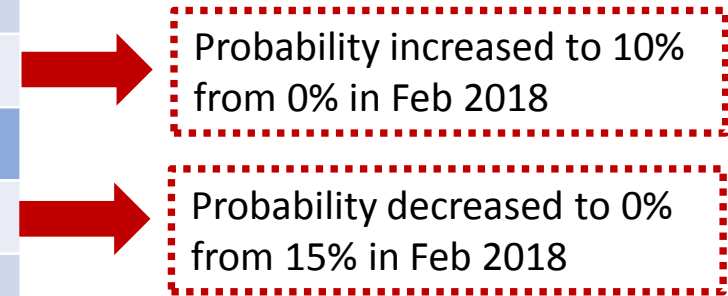 Probability increased to 10%
from 0% in Feb 2018
Probability decreased to 0%
from 15% in Feb 2018